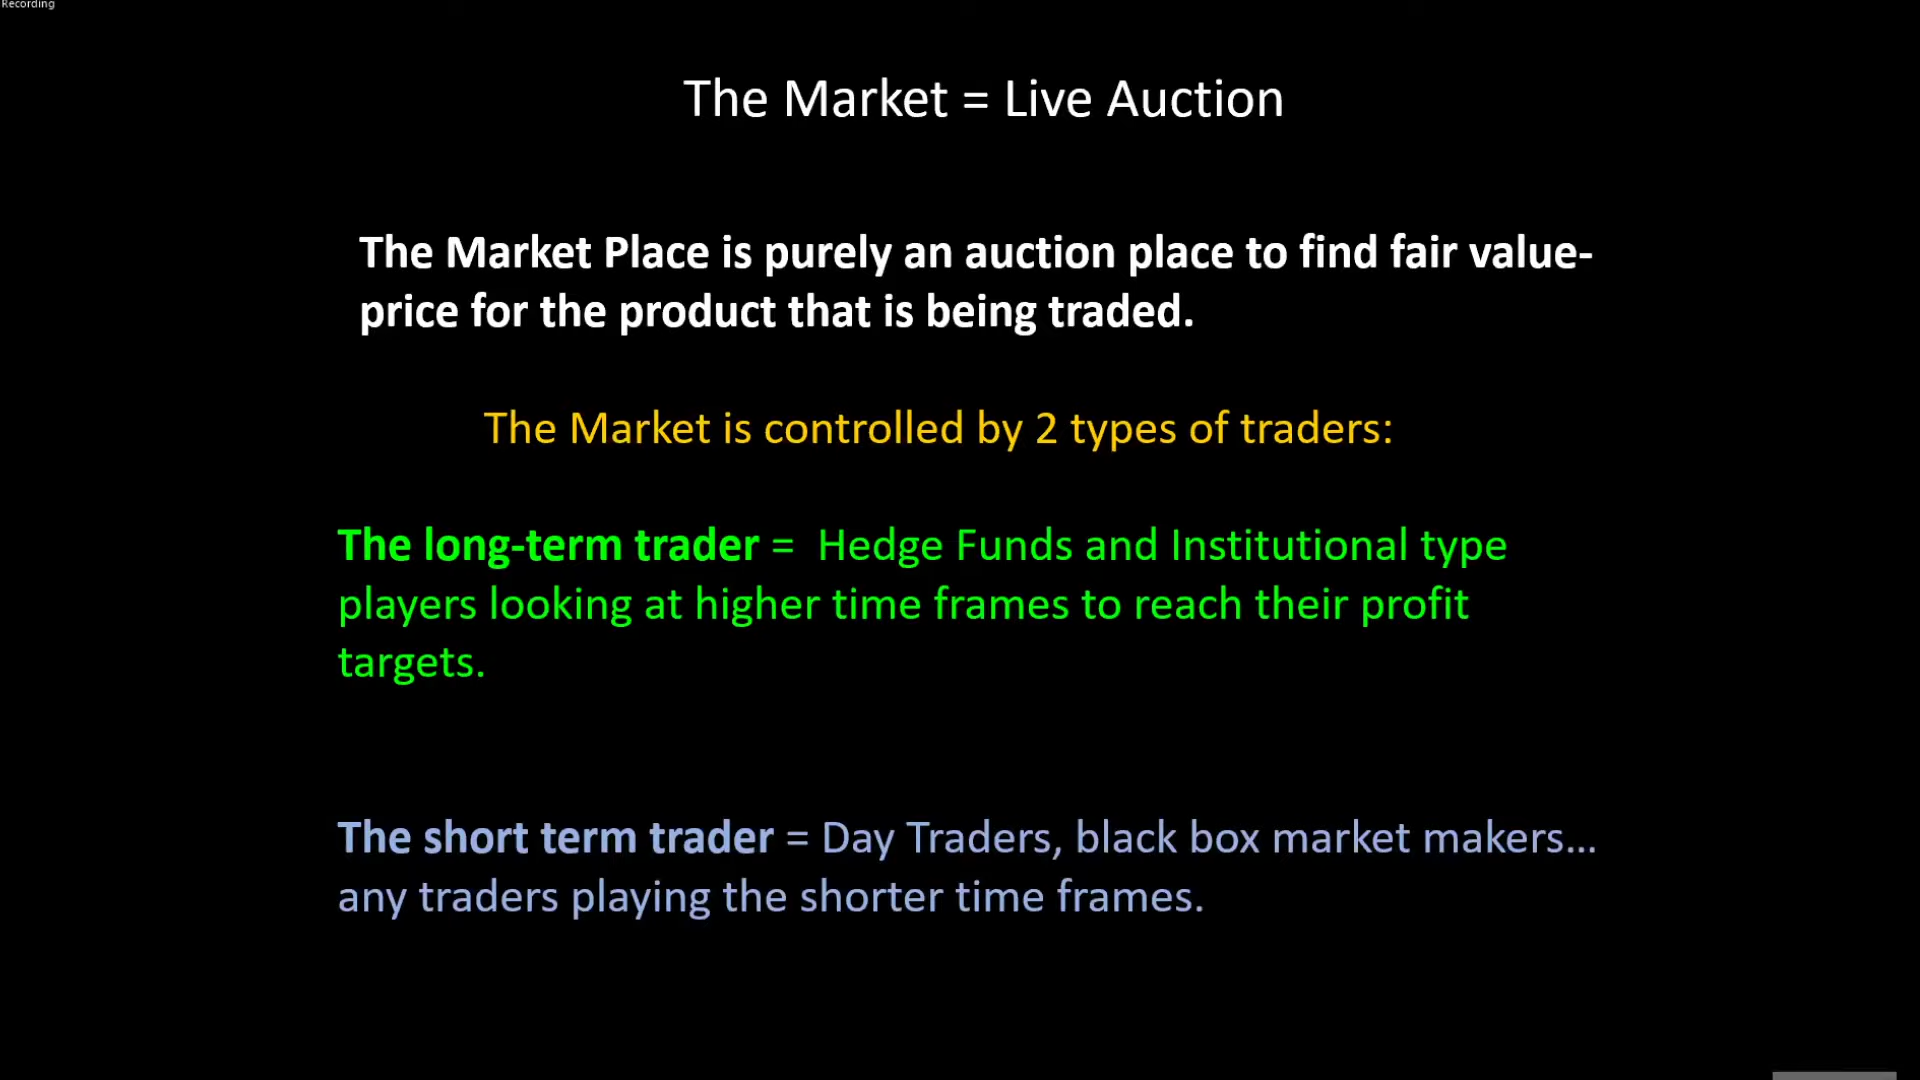 Recording
The Market = Live Auction
The Market Place is purely an auction place to find fair value-
price for the product that is being traded.
The Market is controlled by 2 types of traders:
The long-term trader =  Hedge Funds and Institutional type
players looking at higher time frames to reach their profit
targets.
The short term trader = Day Traders, black box market makers...
any traders playing the shorter time frames.